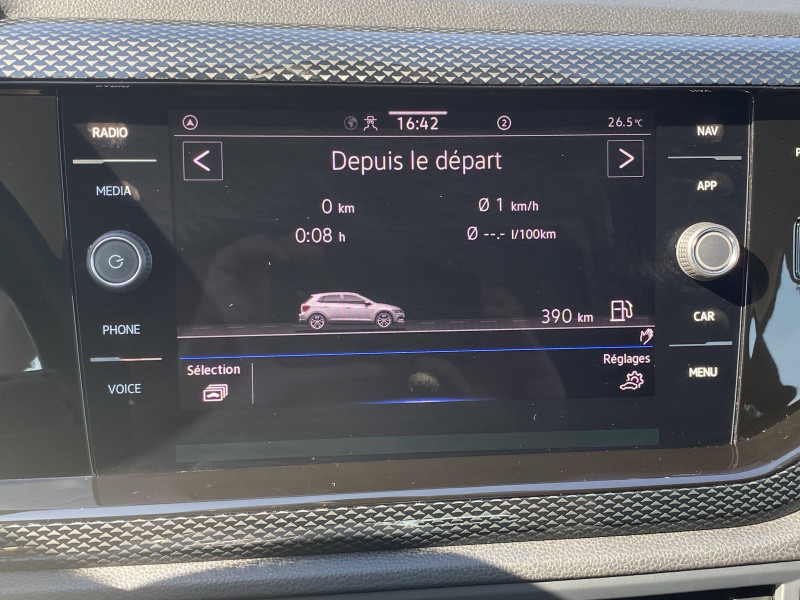 RADIO
MEDIA
PHONE
VOICE
16:42
2
26.5°C
< Depuis le départ >
0 km Ø 1 km/h
0:08 h Ø --.- l/100km
390 km
Sélection
Réglages
NAV
APP
CAR
MENU